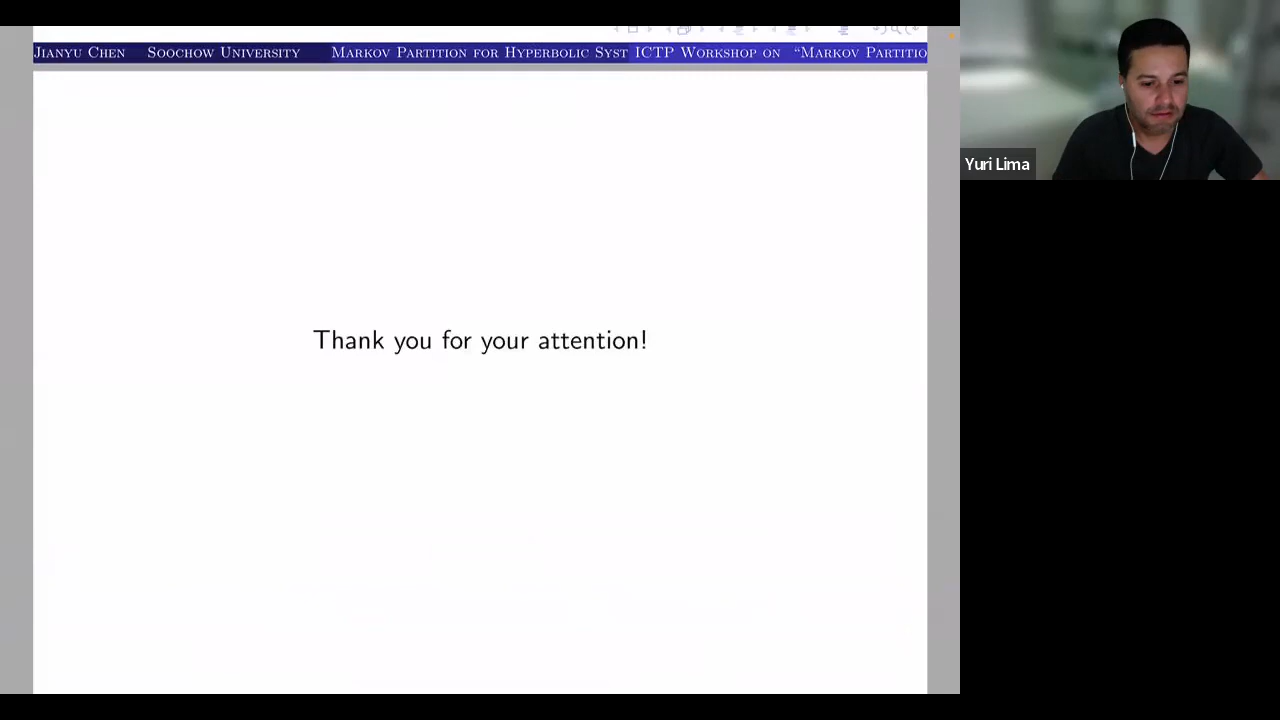 Jianyu Chen Soochow University Markov Partition for Hyperbolic Syst ICTP Workshop on “Markov Partitio
Yuri Lima
Thank you for your attention!